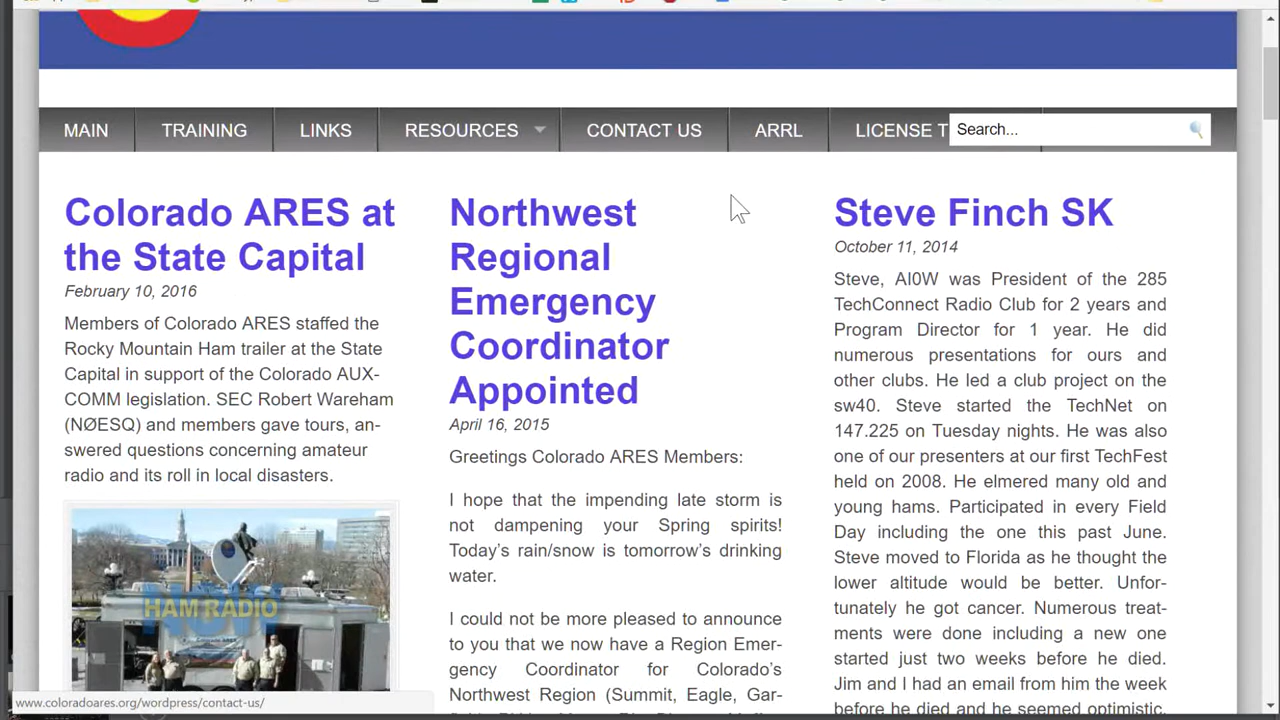 MAIN TRAINING LINKS RESOURCES CONTACT US ARRL LICENSE T Search...
Colorado ARES at
the State Capital
February 10, 2016
Members of Colorado ARES staffed the
Rocky Mountain Ham trailer at the State
Capital in support of the Colorado AUX-
COMM legislation. SEC Robert Wareham
(NØESQ) and members gave tours, an-
swered questions concerning amateur
radio and its roll in local disasters.
HAM RADIO
NOW
Colorado ARES
Northwest
Regional
Emergency
Coordinator
Appointed
April 16, 2015
Greetings Colorado ARES Members:
I hope that the impending late storm is
not dampening your Spring spirits!
Today's rain/snow is tomorrow's drinking
water.
I could not be more pleased to announce
to you that we now have a Region Emer-
gency Coordinator for Colorado's
Northwest Region (Summit, Eagle, Gar-
Steve Finch SK
October 11, 2014
Steve, AI0W was President of the 285
TechConnect Radio Club for 2 years and
Program Director for 1 year. He did
numerous presentations for ours and
other clubs. He led a club project on the
sw40. Steve started the TechNet on
147.225 on Tuesday nights. He was also
one of our presenters at our first TechFest
held on 2008. He elmered many old and
young hams. Participated in every Field
Day including the one this past June.
Steve moved to Florida as he thought the
lower altitude would be better. Unfor-
tunately he got cancer. Numerous treat-
ments were done including a new one
started just two weeks before he died.
Jim and I had an email from him the week
before he died and he seemed optimistic.
www.coloradoares.org/wordpress/contact-us/